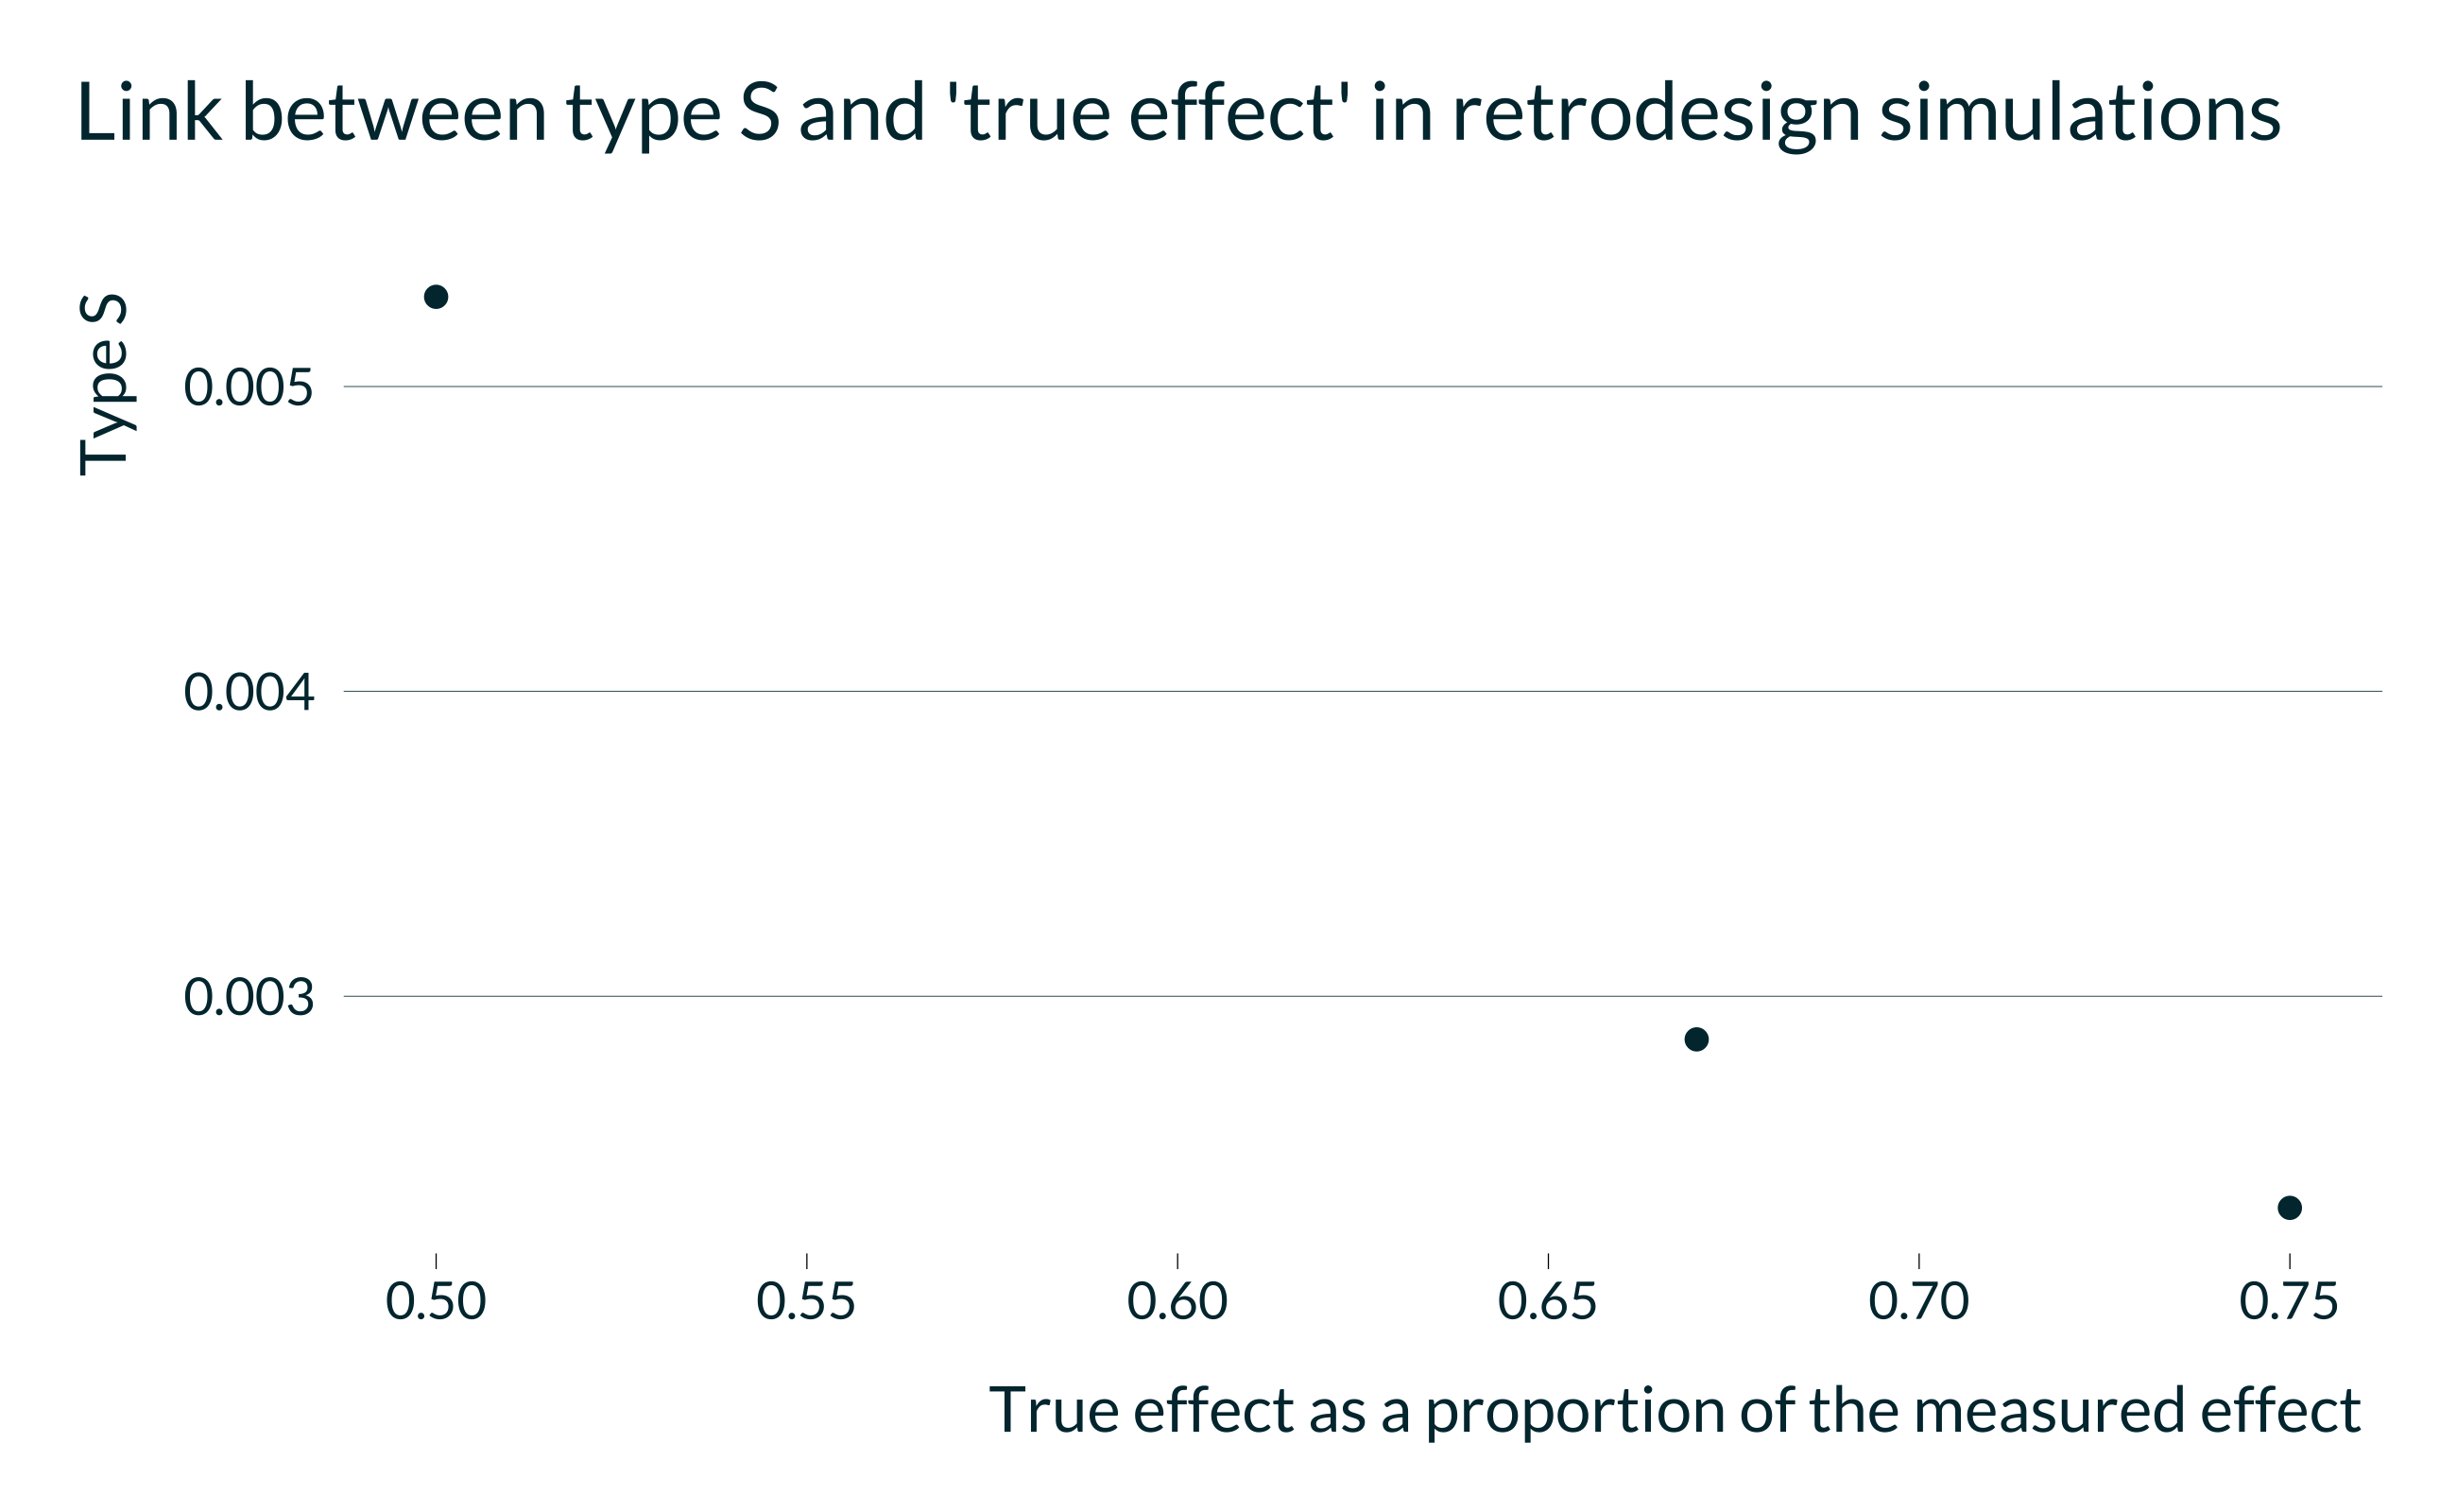 Link between type S and 'true effect' in retrodesign simulations
Type S
0.005
0.004
0.003
0.50 0.55 0.60 0.65 0.70 0.75
True effect as a proportion of the measured effect